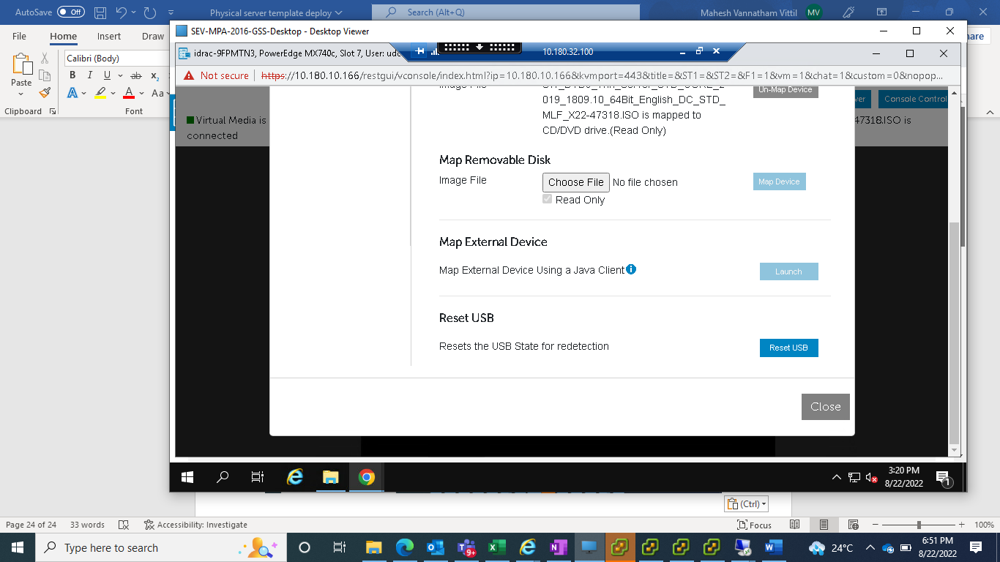 AutoSave Off
Physical server template deploy
Search (Alt+Q)
Mahesh Vannatham Vittil MV
File Home Insert Draw
Paste
Clipboard
Calibri (Body)
B I U ab x2
A A Aa
Font
SEV-MPA-2016-GSS-Desktop - Desktop Viewer
idrac-9FPMTN3, PowerEdge MX740c, Slot 7, User: udc
10.180.32.100
Not secure https://10.180.10.166/restgui/vconsole/index.html?ip=10.180.10.166&kvmport=443&title=&ST1=&ST2=&F1=1&vm=1&chat=1&custom=0&nopop...
Un-Map Device
Console Control
019_1809.10_64Bit_English_DC_STD_
Virtual Media is
connected
MLF_X22-47318.ISO is mapped to
CD/DVD drive.(Read Only)
47318.ISO is
Map Removable Disk
Image File
Choose File No file chosen
Map Device
Read Only
Map External Device
Map External Device Using a Java Client
Launch
Reset USB
Resets the USB State for redetection
Reset USB
Close
3:20 PM
8/22/2022
1
(Ctrl)
Page 24 of 24 33 words Accessibility: Investigate
Focus
100%
Type here to search
9+
24°C
6:51 PM
8/22/2022